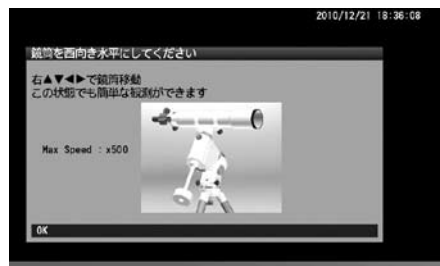 2010/12/21 18:36:08
鏡筒を西向き水平にしてください
右▲▼◀▶で鏡筒移動
この状態でも簡単な観測ができます
Max Speed : x500
OK